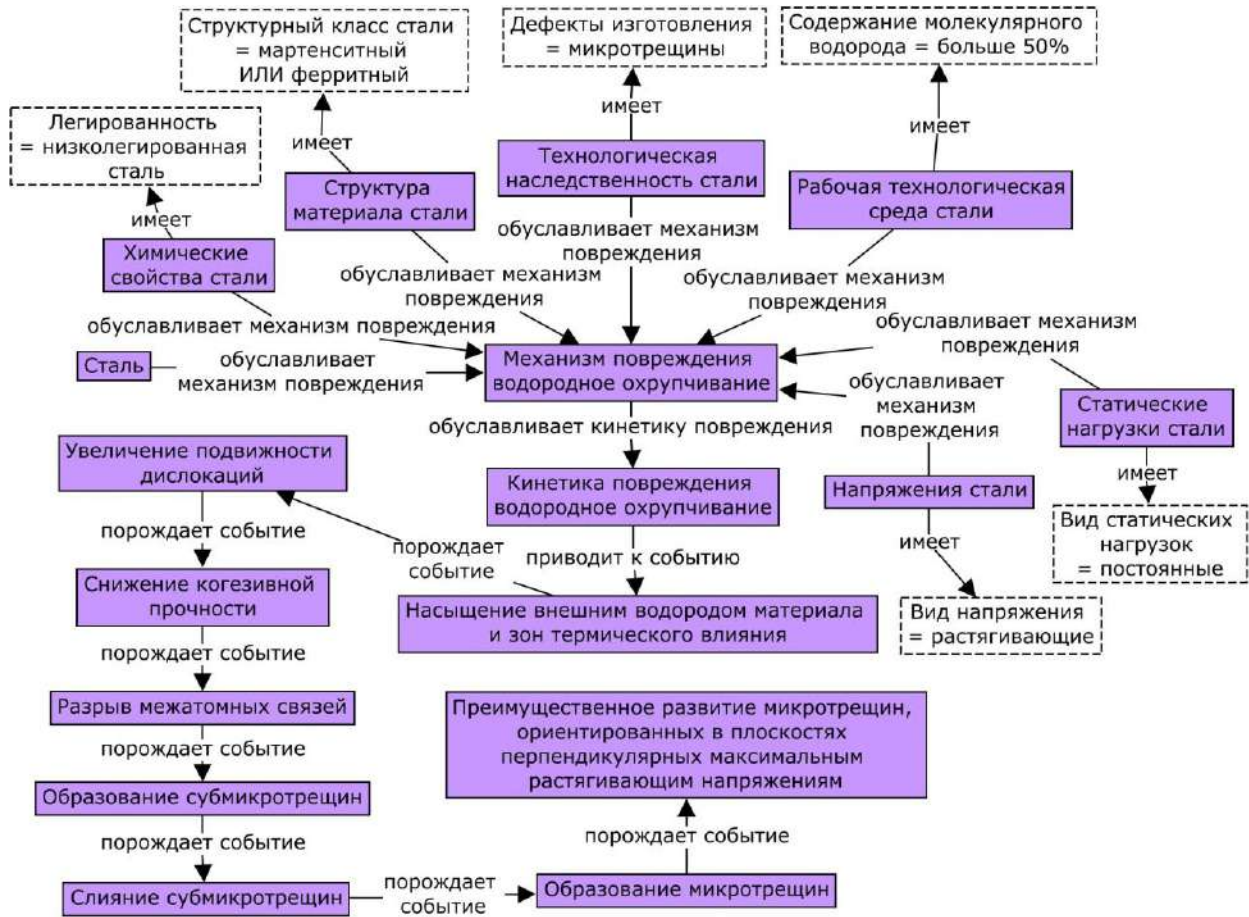 Структурный класс стали
= мартенситный
ИЛИ ферритный
Дефекты изготовления
= микротрещины
Содержание молекулярного
водорода = больше 50%
Легированность
= низколегированная
сталь
имеет
имеет
имеет
имеет
Технологическая
наследственность стали
Структура
материала стали
Рабочая технологическая
среда стали
Химические
свойства стали
обуславливает механизм
повреждения
обуславливает механизм
повреждения
обуславливает механизм
повреждения
обуславливает механизм повреждения
обуславливает механизм
повреждения
Сталь
обуславливает
механизм повреждения
Механизм повреждения
водородное охрупчивание
обуславливает
механизм
повреждения
Статические
нагрузки стали
обуславливает кинетику повреждения
Увеличение подвижности
дислокаций
Кинетика повреждения
водородное охрупчивание
Напряжения стали
имеет
Вид статических
нагрузок
= постоянные
порождает событие
порождает
событие
приводит к событию
имеет
Снижение когезивной
прочности
Насыщение внешним водородом материала
и зон термического влияния
Вид напряжения
= растягивающие
порождает событие
Разрыв межатомных связей
Преимущественное развитие микротрещин,
ориентированных в плоскостях
перпендикулярных максимальным
растягивающим напряжениям
порождает событие
Образование субмикротрещин
порождает событие
порождает событие
Слияние субмикротрещин
порождает
событие
Образование микротрещин